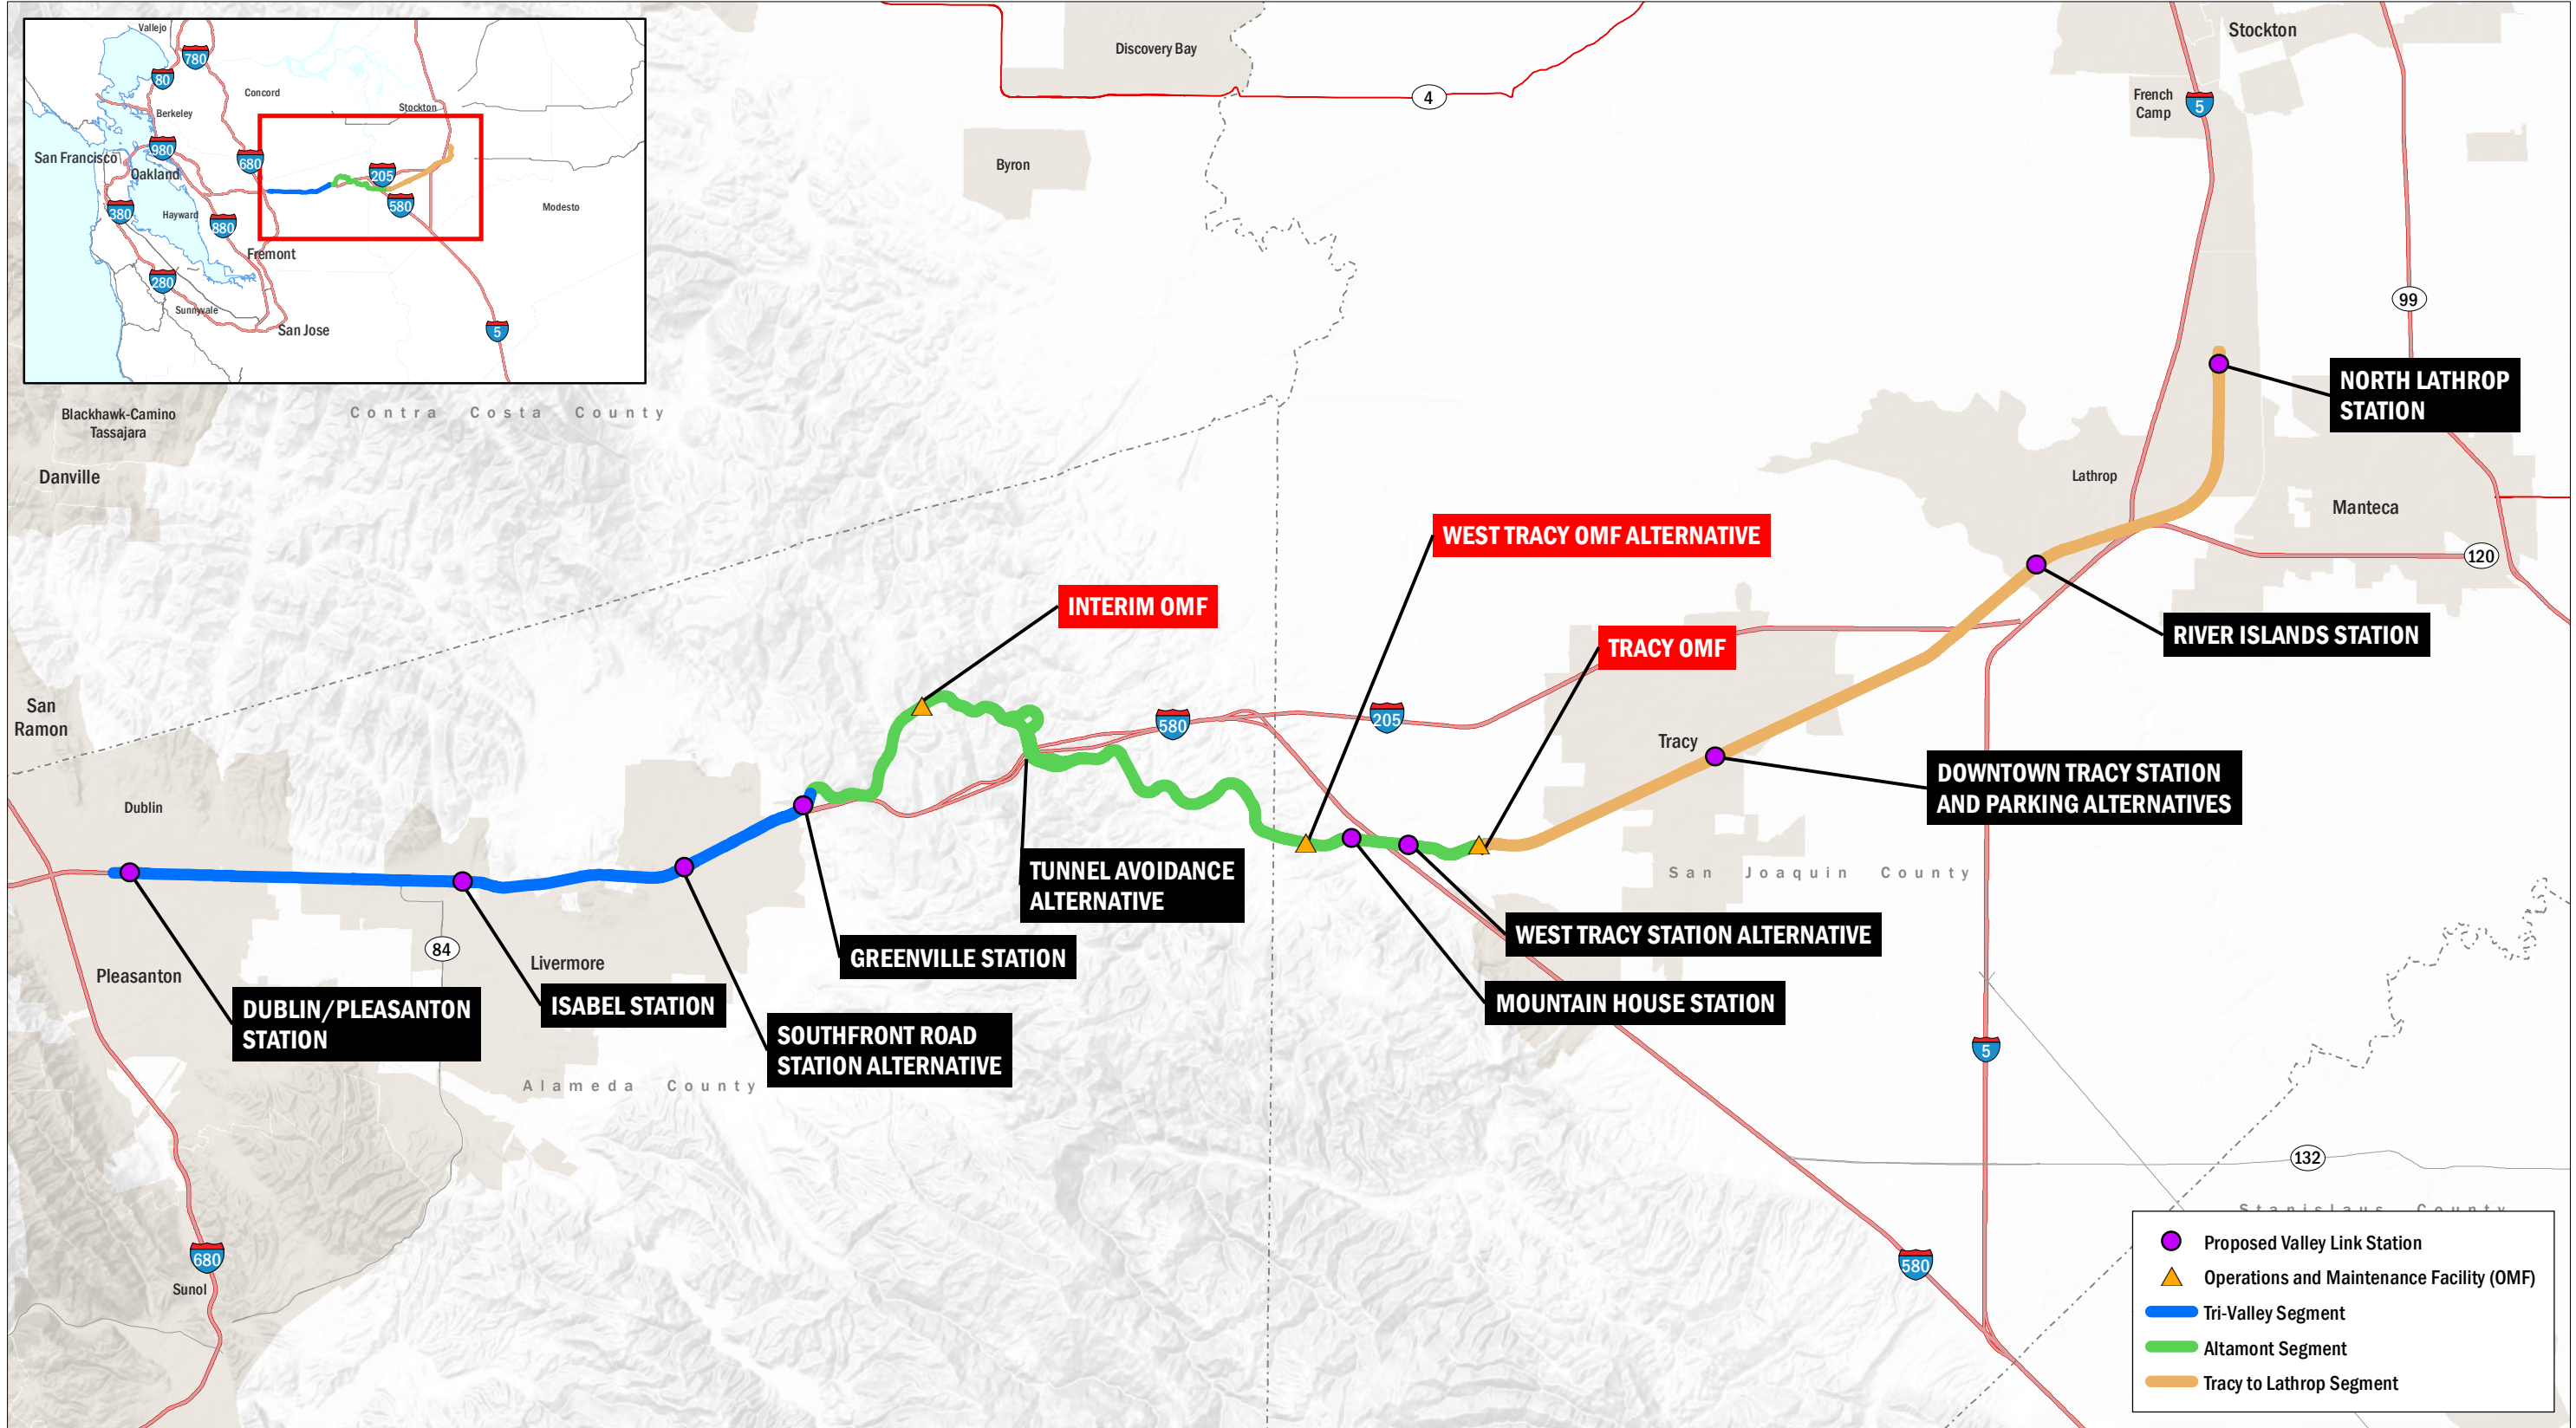 Vallejo
780
80
Concord
Stockton
Berkeley
980
San Francisco
680
Oakland
205
580
380
Hayward
880
Modesto
Fremont
280
Sunnyvale
San Jose
5
Discovery Bay
4
Byron
Stockton
French
Camp
5
99
NORTH LATHROP
STATION
Blackhawk-Camino
Tassajara
Contra Costa County
Danville
Lathrop
Manteca
WEST TRACY OMF ALTERNATIVE
120
INTERIM OMF
TRACY OMF
RIVER ISLANDS STATION
San
Ramon
580
205
Tracy
DOWNTOWN TRACY STATION
AND PARKING ALTERNATIVES
Dublin
TUNNEL AVOIDANCE
ALTERNATIVE
San Joaquin County
WEST TRACY STATION ALTERNATIVE
84
GREENVILLE STATION
Livermore
Pleasanton
ISABEL STATION
MOUNTAIN HOUSE STATION
DUBLIN/PLEASANTON
STATION
SOUTHFRONT ROAD
STATION ALTERNATIVE
5
Alameda County
132
Stanislaus County
680
Sunol
580
Proposed Valley Link Station
Operations and Maintenance Facility (OMF)
Tri-Valley Segment
Altamont Segment
Tracy to Lathrop Segment